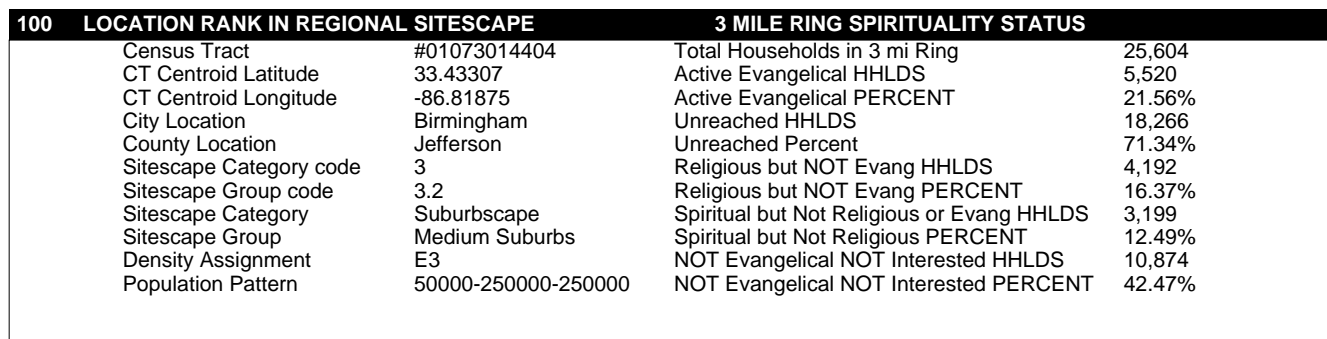 100 LOCATION RANK IN REGIONAL SITESCAPE 3 MILE RING SPIRITUALITY STATUS
Census Tract #01073014404 Total Households in 3 mi Ring 25,604
CT Centroid Latitude 33.43307 Active Evangelical HHLDS 5,520
CT Centroid Longitude -86.81875 Active Evangelical PERCENT 21.56%
City Location Birmingham Unreached HHLDS 18,266
County Location Jefferson Unreached Percent 71.34%
Sitescape Category code 3 Religious but NOT Evang HHLDS 4,192
Sitescape Group code 3.2 Religious but NOT Evang PERCENT 16.37%
Sitescape Category Suburbscape Spiritual but Not Religious or Evang HHLDS 3,199
Sitescape Group Medium Suburbs Spiritual but Not Religious PERCENT 12.49%
Density Assignment E3 NOT Evangelical NOT Interested HHLDS 10,874
Population Pattern 50000-250000-250000 NOT Evangelical NOT Interested PERCENT 42.47%